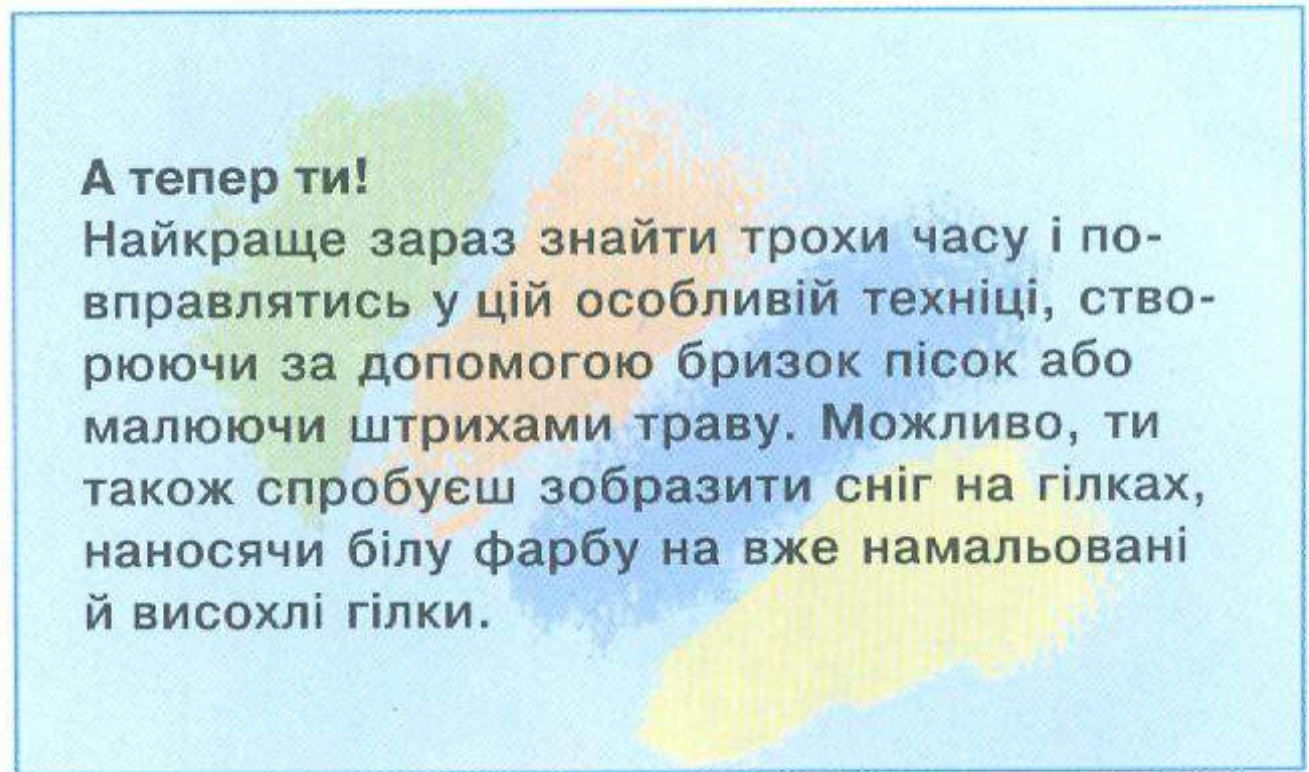 А тепер ти!
Найкраще зараз знайти трохи часу і по-
вправлятись у цій особливій техніці, ство-
рюючи за допомогою бризок пісок або
малюючи штрихами траву. Можливо, ти
також спробуєш зобразити сніг на гілках,
наносячи білу фарбу на вже намальовані
й висохлі гілки.